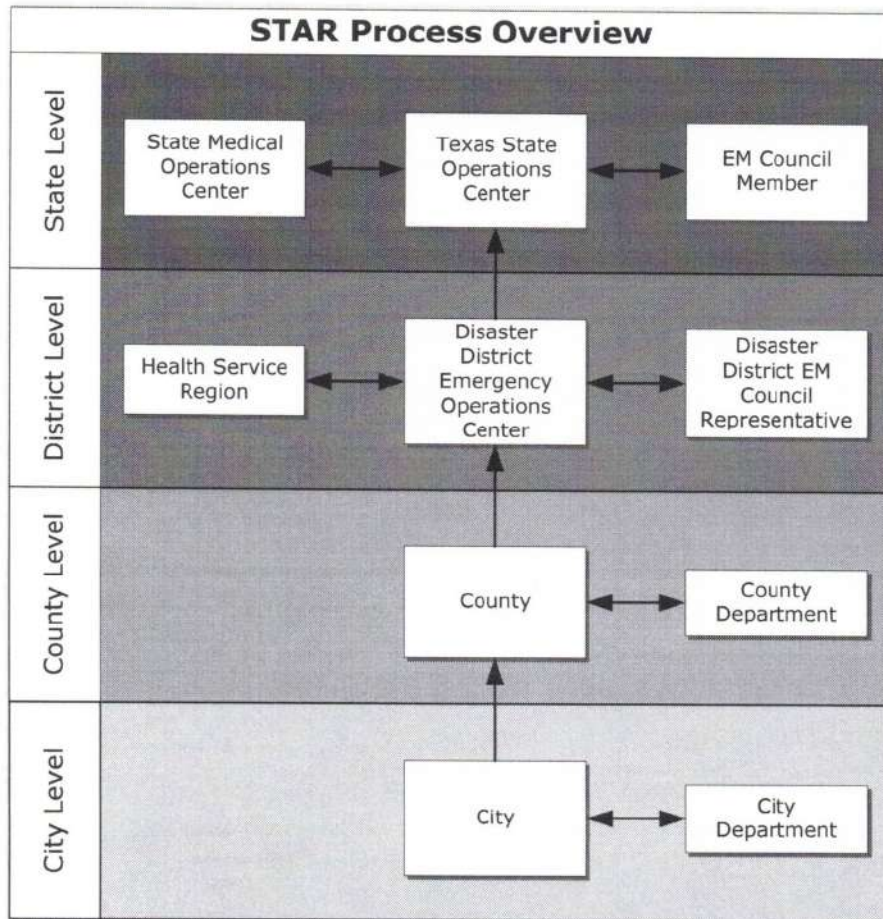 STAR Process Overview
State Level
State Medical
Operations
Center
Texas State
Operations
Center
EM Council
Member
District Level
Health Service
Region
Disaster
District
Emergency
Operations
Center
Disaster
District EM
Council
Representative
County Level
County
County
Department
City Level
City
City
Department